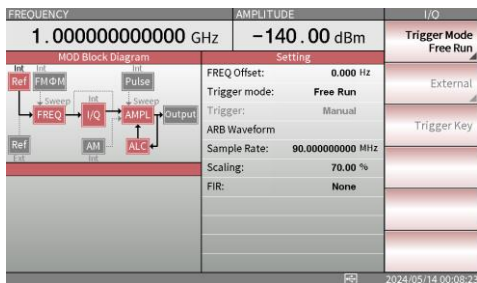 FREQUENCY
AMPLITUDE
I/Q
1.000000000000 GHz
-140.00 dBm
MOD Block Diagram
Int
Int
Int
Ref
FMΦM
Pulse
Sweep
Int
Sweep
FREQ
I/Q
AMPL
Output
Ref
AM
ALC
Ext
Int
Setting
FREQ Offset: 0.000 Hz
Trigger mode: Free Run
Trigger: Manual
ARB Waveform
Sample Rate: 90.000000000 MHz
Scaling: 70.00 %
FIR: None
Trigger Mode
Free Run
External
Trigger Key
2024/05/14 00:08:23